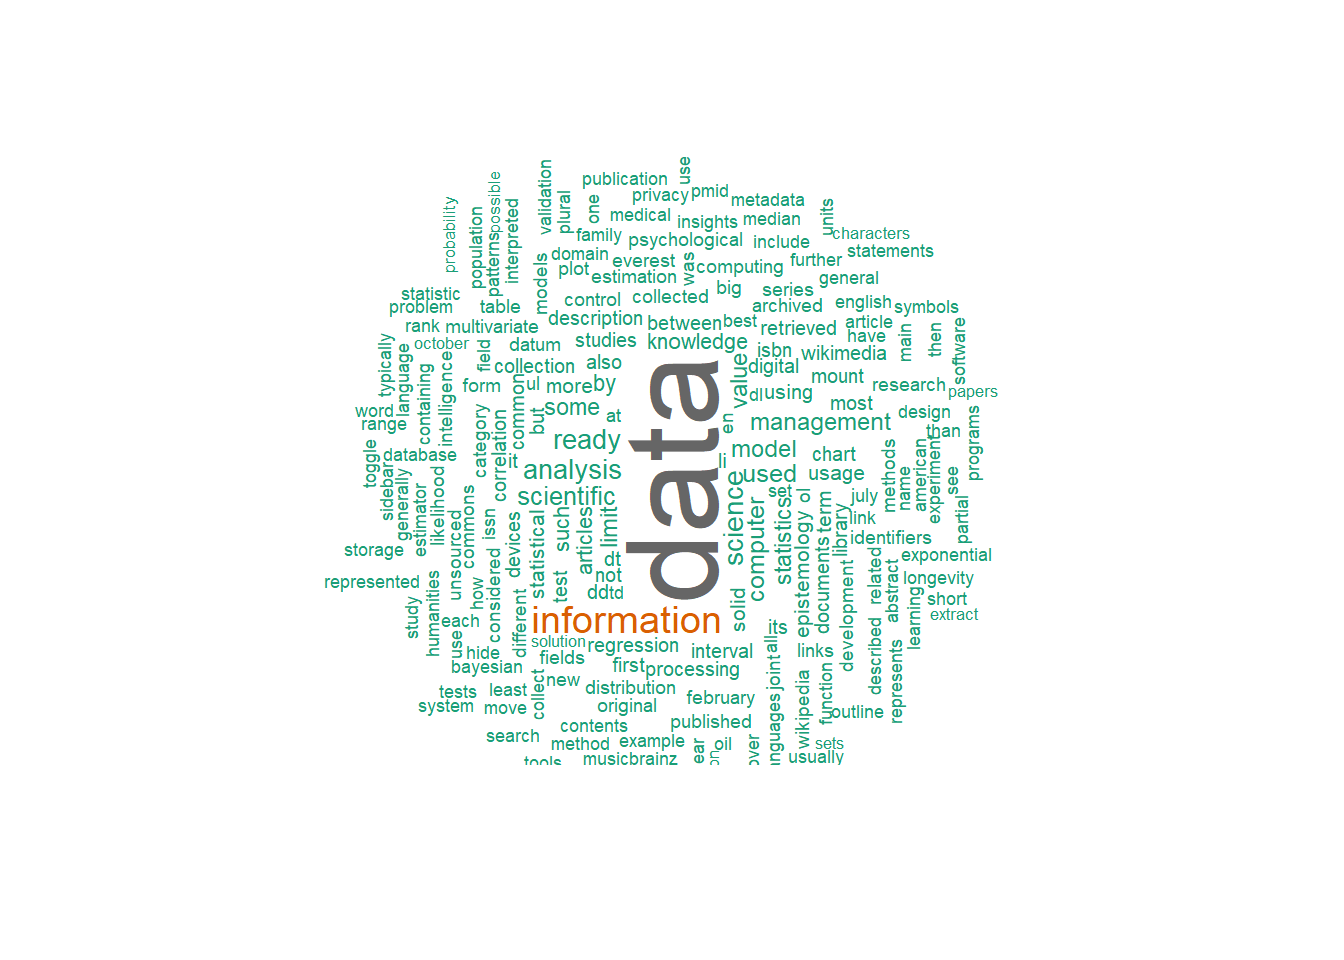 use
publication
possible
validation
privacy
pmid
metadata
plural
one
probability
population
interpreted
medical
insights
median
units
characters
family
psychological
include
statements
patterns
domain
everest
was
computing
further
plot
estimation
general
models
statistic
problem
table
control
collected
big
series
archived
english
symbols
rank
multivariate
description
between
best
retrieved
article
have
main
then
software
october
field
datum
studies
knowledge
isbn
wikimedia
typically
language
intelligence
collection
also
data
value
digital
mount
form
ul
more
by
dl
using
research
papers
word
range
containing
common
but
some
at
en
management
most
design
than
programs
toggle
database
category
it
correlation
ready
li
model
chart
methods
analysis
used
usage
name
american
experiment
see
sidebar
generally
estimator
likelihood
scientific
science
set
ol
july
partial
commons
issn
devices
statistical
such
articles
limit
computer
statistics
term
library
link
identifiers
storage
unsourced
dt
exponential
represented
how
considered
test
not
epistemology
documents
development
related
abstract
longevity
study
humanities
ddtd
solid
short
each
different
information
its
described
learning
extract
use
hide
solution
regression
interval
all
links
bayesian
fields
first
processing
joint
represents
tests
least
collect
new
distribution
february
wikipedia
function
system
move
original
outline
contents
published
search
method
example
oil
sets
tools
musicbrainz
usually